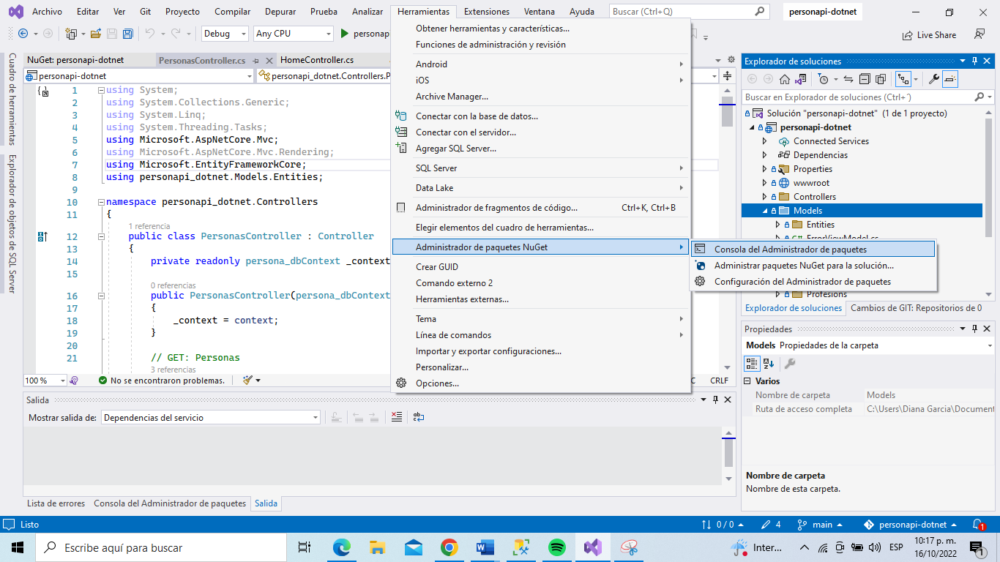 Archivo Editar Ver Git Proyecto Compilar Depurar Prueba Analizar Herramientas Extensiones Ventana Ayuda Buscar (Ctrl+Q) personapi-dotnet
Debug Any CPU personapi Live Share
Obtener herramientas y características...
Funciones de administración y revisión
Android
iOS
Archive Manager...
Conectar con la base de datos...
Conectar con el servidor...
Agregar SQL Server...
SQL Server
Data Lake
Administrador de fragmentos de código... Ctrl+K, Ctrl+B
Elegir elementos del cuadro de herramientas...
Administrador de paquetes NuGet
Crear GUID
Comando externo 2
Herramientas externas...
Tema
Línea de comandos
Importar y exportar configuraciones...
Personalizar...
Opciones...
Consola del Administrador de paquetes
Administrar paquetes NuGet para la solución...
Configuración del Administrador de paquetes
Cuadro de herramientas
Explorador de objetos de SQL Server
NuGet: personapi-dotnet PersonasController.cs HomeController.cs
personapi-dotnet personapi_dotnet.Controllers.P
1 using System;
2 using System.Collections.Generic;
3 using System.Linq;
4 using System.Threading.Tasks;
5 using Microsoft.AspNetCore.Mvc;
6 using Microsoft.AspNetCore.Mvc.Rendering;
7 using Microsoft.EntityFrameworkCore;
8 using personapi_dotnet.Models.Entities;
9
10 namespace personapi_dotnet.Controllers
11 {
1 referencia
12 public class PersonasController : Controller
13 {
14 private readonly persona_dbContext _context
15
0 referencias
16 public PersonasController(persona_dbContext
17 {
18 _context = context;
19 }
20
21 // GET: Personas
3 referencias
100 % No se encontraron problemas. C CRLF
Salida
Mostrar salida de: Dependencias del servicio
Lista de errores Consola del Administrador de paquetes Salida
Explorador de soluciones
Buscar en Explorador de soluciones (Ctrl+´)
Solución "personapi-dotnet" (1 de 1 proyecto)
personapi-dotnet
Connected Services
Dependencias
Properties
wwwroot
Controllers
Models
Entities
ErrorViewModel.cs
Profesions
Explorador de soluciones Cambios de GIT: Repositorios de 0
Propiedades
Models Propiedades de la carpeta
Varios
Nombre de carpeta Models
Ruta de acceso completa C:\Users\Diana Garcia\Document
Nombre de carpeta
Nombre de esta carpeta.
Listo 0 / 0 4 main personapi-dotnet 1
Escribe aquí para buscar Inter... ESP 10:17 p. m. 1
16/10/2022